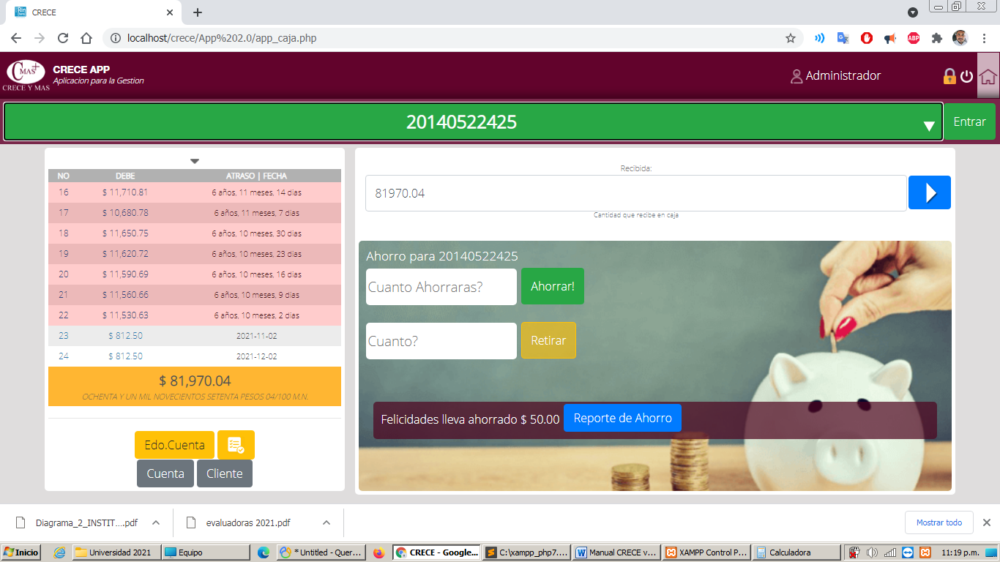 CRECE
localhost/crece/App%202.0/app_caja.php
ABP
CMAS+
CRECE Y MAS
CRECE APP
Aplicacion para la Gestion
Administrador
20140522425
Entrar
NO DEBE ATRASO | FECHA
16 $ 11,710.81 6 años, 11 meses, 14 dias
17 $ 10,680.78 6 años, 11 meses, 7 dias
18 $ 11,650.75 6 años, 10 meses, 30 dias
19 $ 11,620.72 6 años, 10 meses, 23 dias
20 $ 11,590.69 6 años, 10 meses, 16 dias
21 $ 11,560.66 6 años, 10 meses, 9 dias
22 $ 11,530.63 6 años, 10 meses, 2 dias
23 $ 812.50 2021-11-02
24 $ 812.50 2021-12-02
$ 81,970.04
OCHENTA Y UN MIL NOVECIENTOS SETENTA PESOS 04/100 M.N.
Edo.Cuenta
Cuenta Cliente
Recibida:
81970.04
Cantidad que recibe en caja
Ahorro para 20140522425
Cuanto Ahorraras? Ahorrar!
Cuanto? Retirar
Felicidades lleva ahorrado $ 50.00 Reporte de Ahorro
Diagrama_2_INSTIT....pdf evaluadoras 2021.pdf Mostrar todo
Inicio Universidad 2021 Equipo * Untitled - Quer... CRECE - Google... C:\xampp_php7.... Manual CRECE v... XAMPP Control P... Calculadora 11:19 p.m.